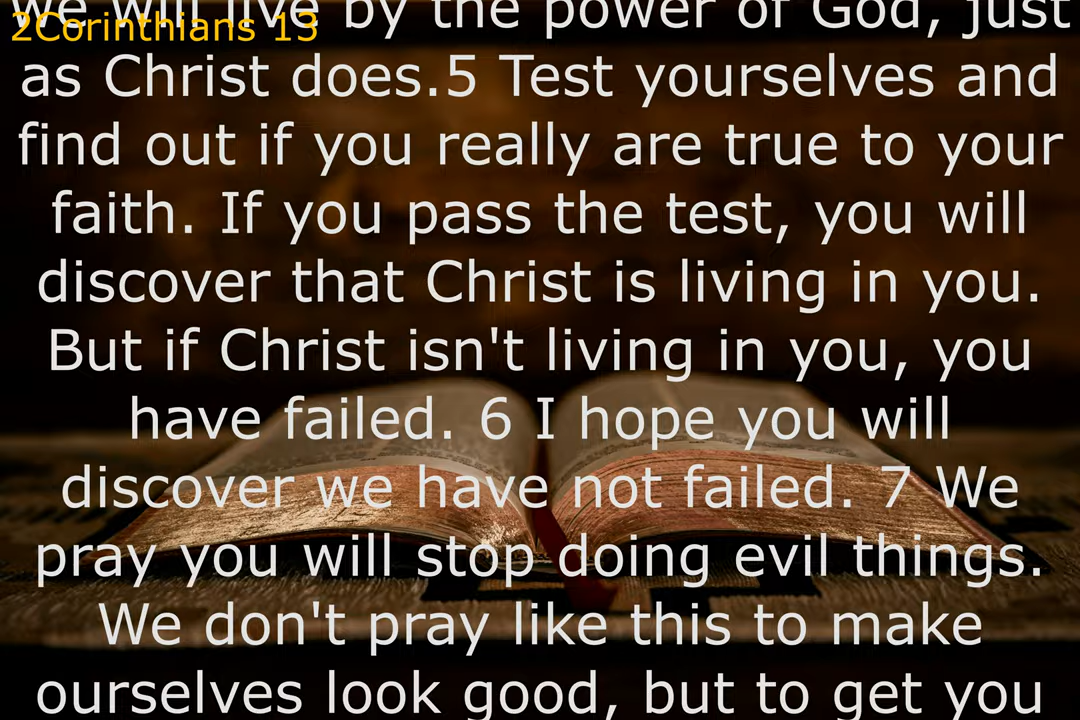 2Corinthians 13
we will live by the power of God, just
as Christ does.5 Test yourselves and
find out if you really are true to your
faith. If you pass the test, you will
discover that Christ is living in you.
But if Christ isn't living in you, you
have failed. 6 I hope you will
discover we have not failed. 7 We
pray you will stop doing evil things.
We don't pray like this to make
ourselves look good, but to get you